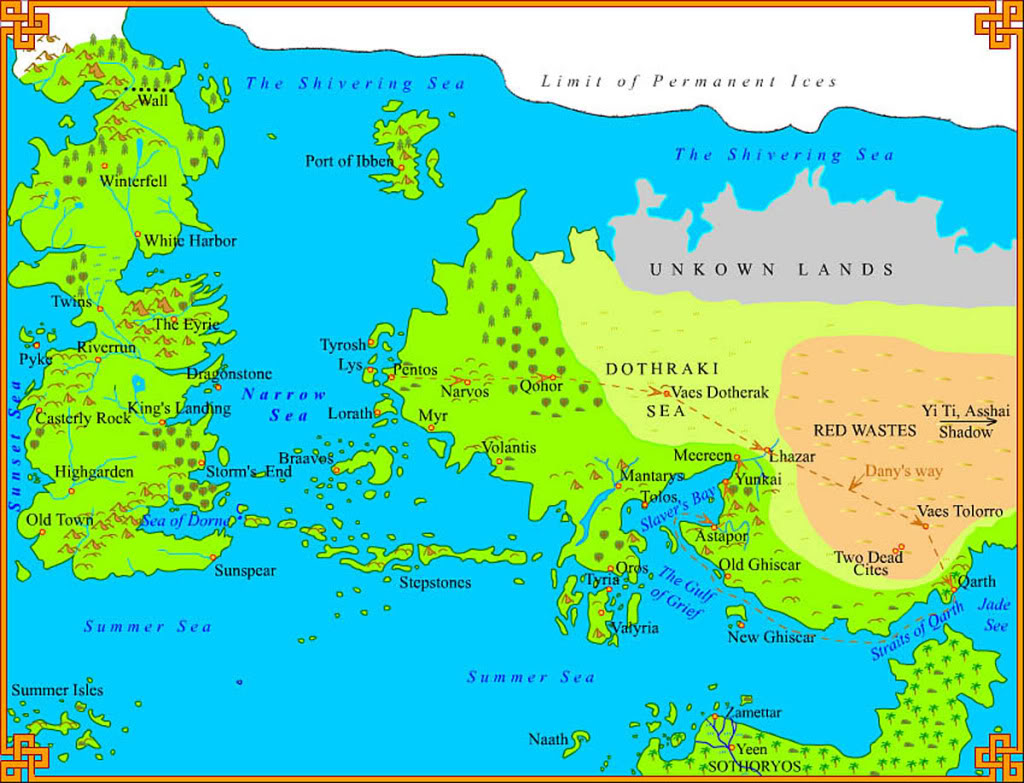 Limit of Permanent Ices
The Shivering Sea
Wall
The Shivering Sea
Port of Ibben
Winterfell
White Harbor
UNKOWN LANDS
Twins
The Eyrie
Tyrosh
Riverrun
Pyke
Lys
Pentos
DOTHRAKI
SEA
Dragonstone
Qohor
Narvos
Vaes Dotherak
Narrow
Sea
Sunset Sea
King's Landing
Casterly Rock
Lorath
Myr
Yi Ti, Asshai
Shadow
RED WASTES
Volantis
Braavos
Meereen
Lhazar
Highgarden
Storm's End
Mantarys
Yunkai
Dany's way
Tolos
Slaver's Bay
Old Town
Sea of Dorne
Vaes Tolorro
Astapor
Two Dead
Cites
Sunspear
Stepstones
Oros
Tyria
Old Ghiscar
Qarth
The Gulf
of Grief
Jade
See
Straits of Qarth
Valyria
New Ghiscar
Summer Sea
Summer Sea
Summer Isles
Zamettar
Naath
Yeen
SOTHORYOS